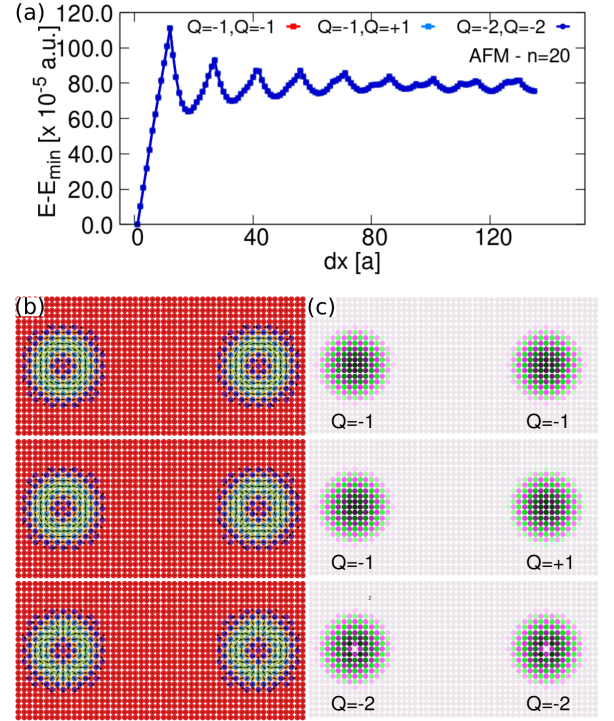 (a)
120.0
100.0
80.0
60.0
40.0
20.0
0.0
E-Emin [x 10^-5 a.u.]
Q=-1,Q=-1 Q=-1,Q=+1 Q=-2,Q=-2
AFM - n=20
0 40 80 120
dx [a]
(b) (c)
Q=-1 Q=-1
Q=-1 Q=+1
z
Q=-2 Q=-2